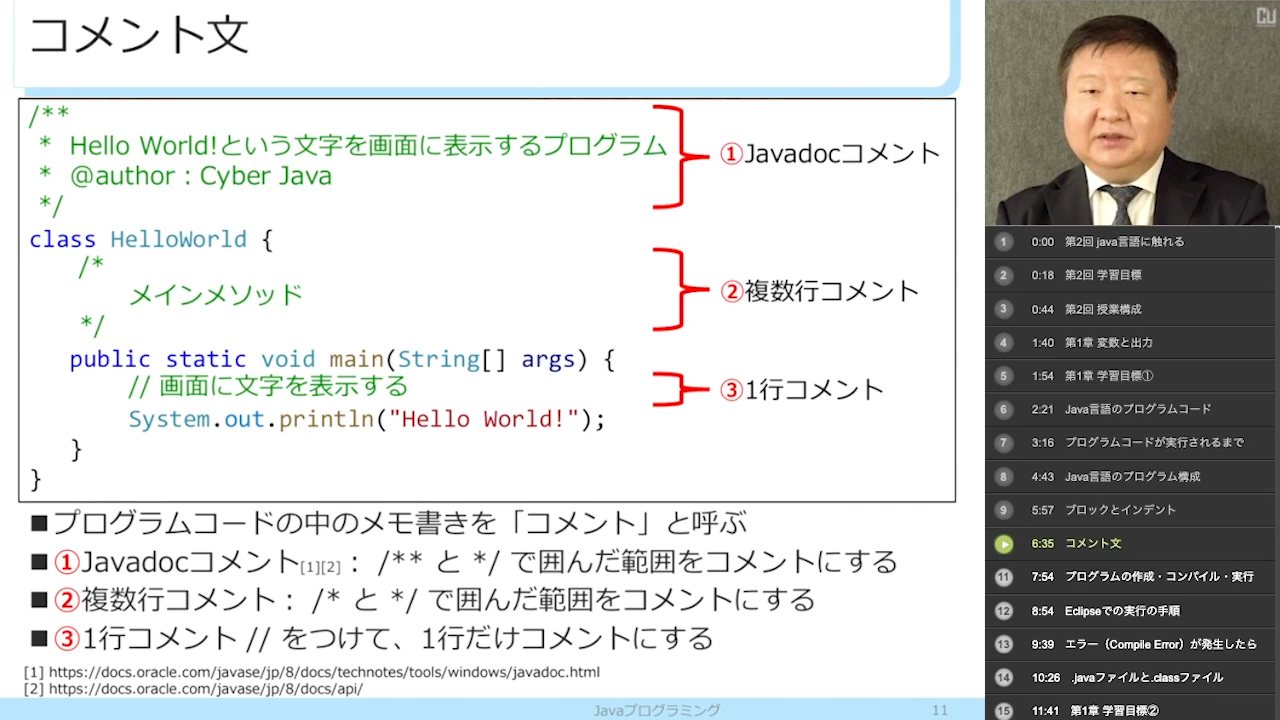 コメント文
/**
* Hello World!という文字を画面に表示するプログラム
* @author : Cyber Java
*/
class HelloWorld {
/*
メインメソッド
*/
public static void main(String[] args) {
// 画面に文字を表示する
System.out.println("Hello World!");
}
}
①Javadocコメント
②複数行コメント
③1行コメント
■プログラムコードの中のメモ書きを「コメント」と呼ぶ
■①Javadocコメント[1][2]： /** と */ で囲んだ範囲をコメントにする
■②複数行コメント： /* と */ で囲んだ範囲をコメントにする
■③1行コメント // をつけて、1行だけコメントにする
[1] https://docs.oracle.com/javase/jp/8/docs/technotes/tools/windows/javadoc.html
[2] https://docs.oracle.com/javase/jp/8/docs/api/
Javaプログラミング 11
CU
1 0:00 第2回 java言語に触れる
2 0:18 第2回 学習目標
3 0:44 第2回 授業構成
4 1:40 第1章 変数と出力
5 1:54 第1章 学習目標①
6 2:21 Java言語のプログラムコード
7 3:16 プログラムコードが実行されるまで
8 4:43 Java言語のプログラム構成
9 5:57 ブロックとインデント
6:35 コメント文
11 7:54 プログラムの作成・コンパイル・実行
12 8:54 Eclipseでの実行の手順
13 9:39 エラー（Compile Error）が発生したら
14 10:26 .javaファイルと.classファイル
15 11:41 第1章 学習目標②